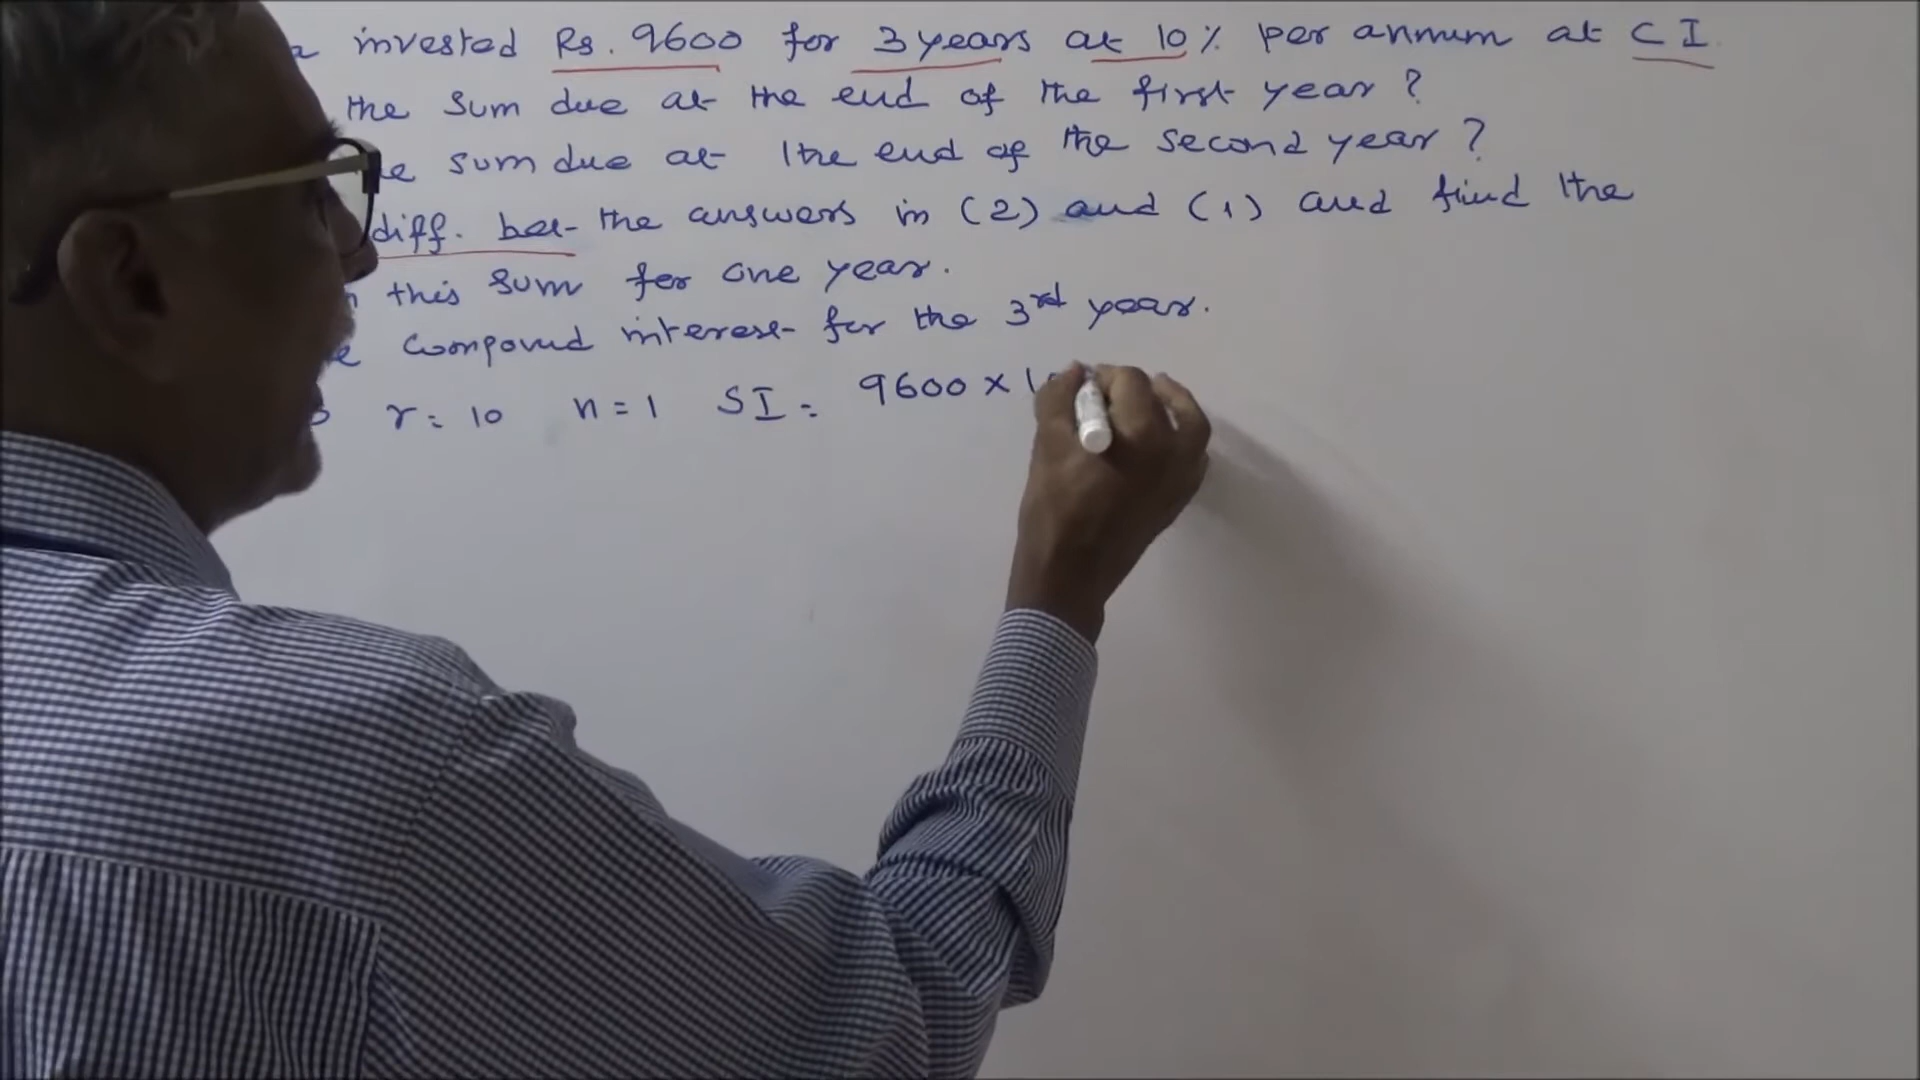 invested Rs. 9600 for 3 years at 10% per annum at CI
the sum due at the end of the first year?
sum due at the end of the second year?
diff. bet the answers in (2) and (1) and find the
this sum for one year.
compound interest for the 3rd year.
r = 10 n = 1 SI = 9600 × 1